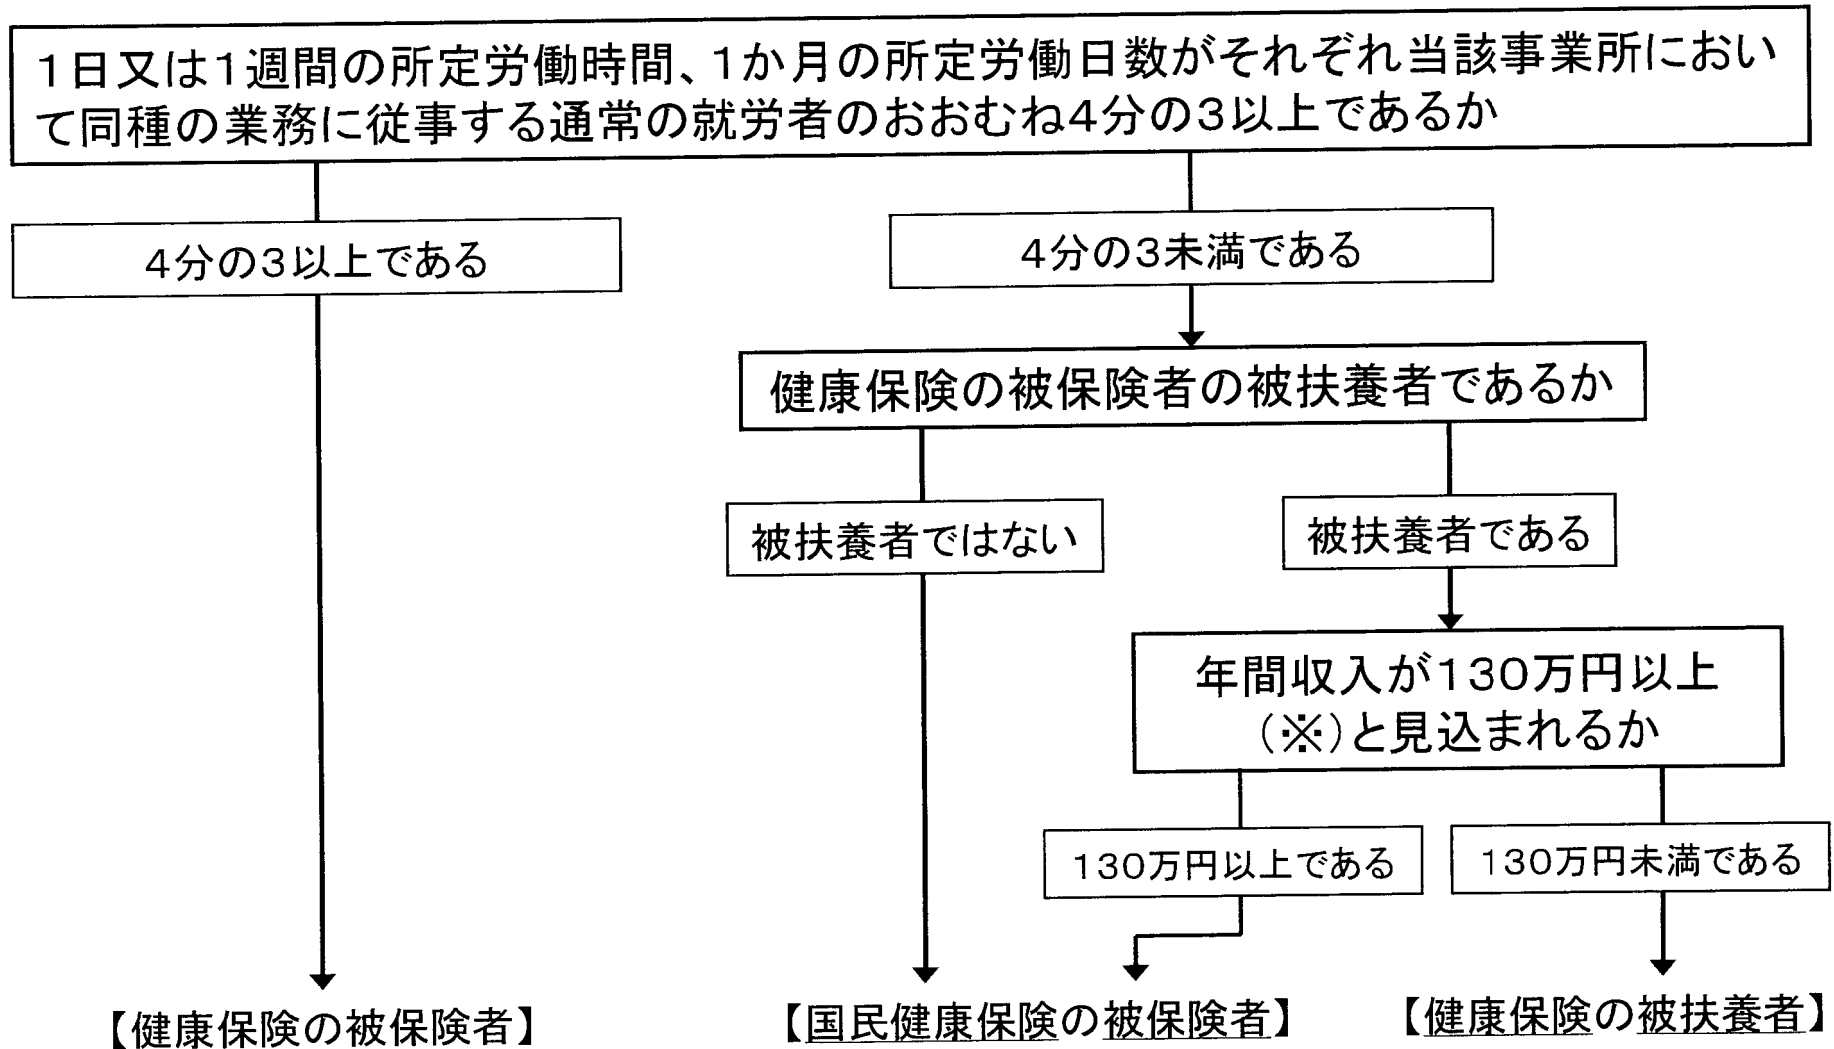 1日又は1週間の所定労働時間、1か月の所定労働日数がそれぞれ当該事業所におい
て同種の業務に従事する通常の就労者のおおむね4分の3以上であるか
4分の3以上である
4分の3未満である
健康保険の被保険者の被扶養者であるか
被扶養者ではない
被扶養者である
年間収入が130万円以上
(※)と見込まれるか
130万円以上である
130万円未満である
【健康保険の被保険者】
【国民健康保険の被保険者】
【健康保険の被扶養者】